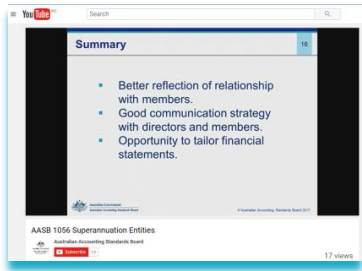 You Tube
Search
Summary
16
Better reflection of relationship
with members.
Good communication strategy
with directors and members.
Opportunity to tailor financial
statements.
Australian Government
Australian Accounting Standards Board
© Australian Accounting Standards Board 2017
AASB 1056 Superannuation Entities
Australian Accounting Standards Board
Subscribe
17 views